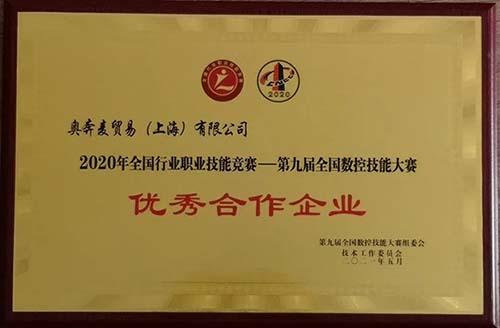 2020
奥奔麦贸易（上海）有限公司
2020年全国行业职业技能竞赛—第九届全国数控技能大赛
优秀合作企业
第九届全国数控技能大赛组委会
技术工作委员会
二〇二一年五月